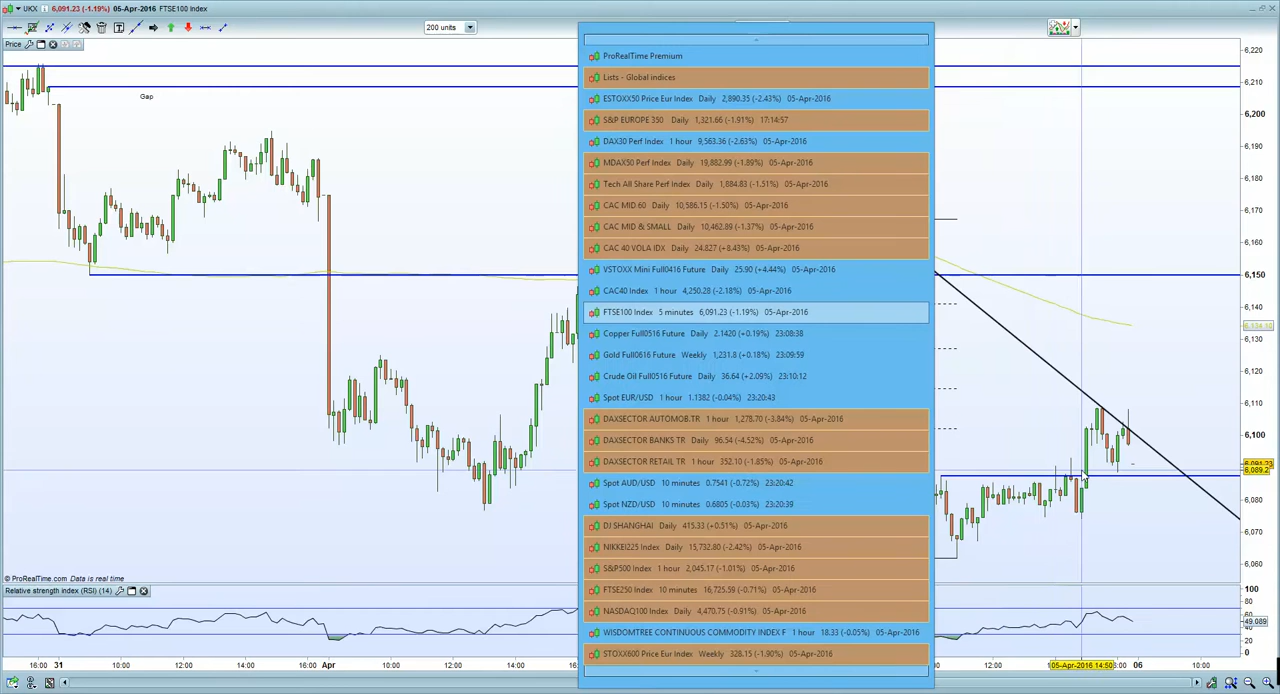 UKX 6,091.23 (-1.19%) 05-Apr-2016 FTSE100 Index
200 units
Price
Gap
ProRealTime Premium
Lists - Global indices
ESTOXX50 Price Eur Index Daily 2,890.35 (-2.43%) 05-Apr-2016
S&P EUROPE 350 Daily 1,321.66 (-1.91%) 17:14:57
DAX30 Perf Index 1 hour 9,563.36 (-2.63%) 05-Apr-2016
MDAX50 Perf Index Daily 19,882.99 (-1.89%) 05-Apr-2016
Tech All Share Perf Index Daily 1,884.83 (-1.51%) 05-Apr-2016
CAC MID 60 Daily 10,586.15 (-1.50%) 05-Apr-2016
CAC MID & SMALL Daily 10,462.89 (-1.37%) 05-Apr-2016
CAC 40 VOLA IDX Daily 24.827 (+8.43%) 05-Apr-2016
VSTOXX Mini Full0416 Future Daily 25.90 (+4.44%) 05-Apr-2016
CAC40 Index 1 hour 4,250.28 (-2.18%) 05-Apr-2016
FTSE100 Index 5 minutes 6,091.23 (-1.19%) 05-Apr-2016
Copper Full0516 Future Daily 2.1420 (+0.19%) 23:08:38
Gold Full0616 Future Weekly 1,231.8 (+0.18%) 23:09:59
Crude Oil Full0516 Future Daily 36.64 (+2.09%) 23:10:12
Spot EUR/USD 1 hour 1.1382 (-0.04%) 23:20:43
DAXSECTOR AUTOMOB.TR 1 hour 1,278.70 (-3.84%) 05-Apr-2016
DAXSECTOR BANKS TR Daily 96.54 (-4.52%) 05-Apr-2016
DAXSECTOR RETAIL TR 1 hour 352.10 (-1.85%) 05-Apr-2016
Spot AUD/USD 10 minutes 0.7541 (-0.72%) 23:20:42
Spot NZD/USD 10 minutes 0.6805 (-0.03%) 23:20:39
DJ SHANGHAI Daily 415.33 (+0.51%) 05-Apr-2016
NIKKEI225 Index Daily 15,732.80 (-2.42%) 05-Apr-2016
S&P500 Index 1 hour 2,045.17 (-1.01%) 05-Apr-2016
FTSE250 Index 10 minutes 16,725.59 (-0.71%) 05-Apr-2016
NASDAQ100 Index Daily 4,470.75 (-0.91%) 05-Apr-2016
WISDOMTREE CONTINUOUS COMMODITY INDEX F 1 hour 18.33 (-0.05%) 05-Apr-2016
STOXX600 Price Eur Index Weekly 328.15 (-1.90%) 05-Apr-2016
6,220
6,210
6,200
6,190
6,180
6,170
6,160
6,150
6,140
6,130
6,120
6,110
6,100
6,089.2
6,080
6,070
6,060
© ProRealTime.com Data is real time
Relative strength index (RSI) (14)
100
80
60
49.089
40
20
0
16:00 31 10:00 12:00 14:00 16:00 Apr 10:00 12:00 14:00 12:00 05-Apr-2016 14:50 06 10:00